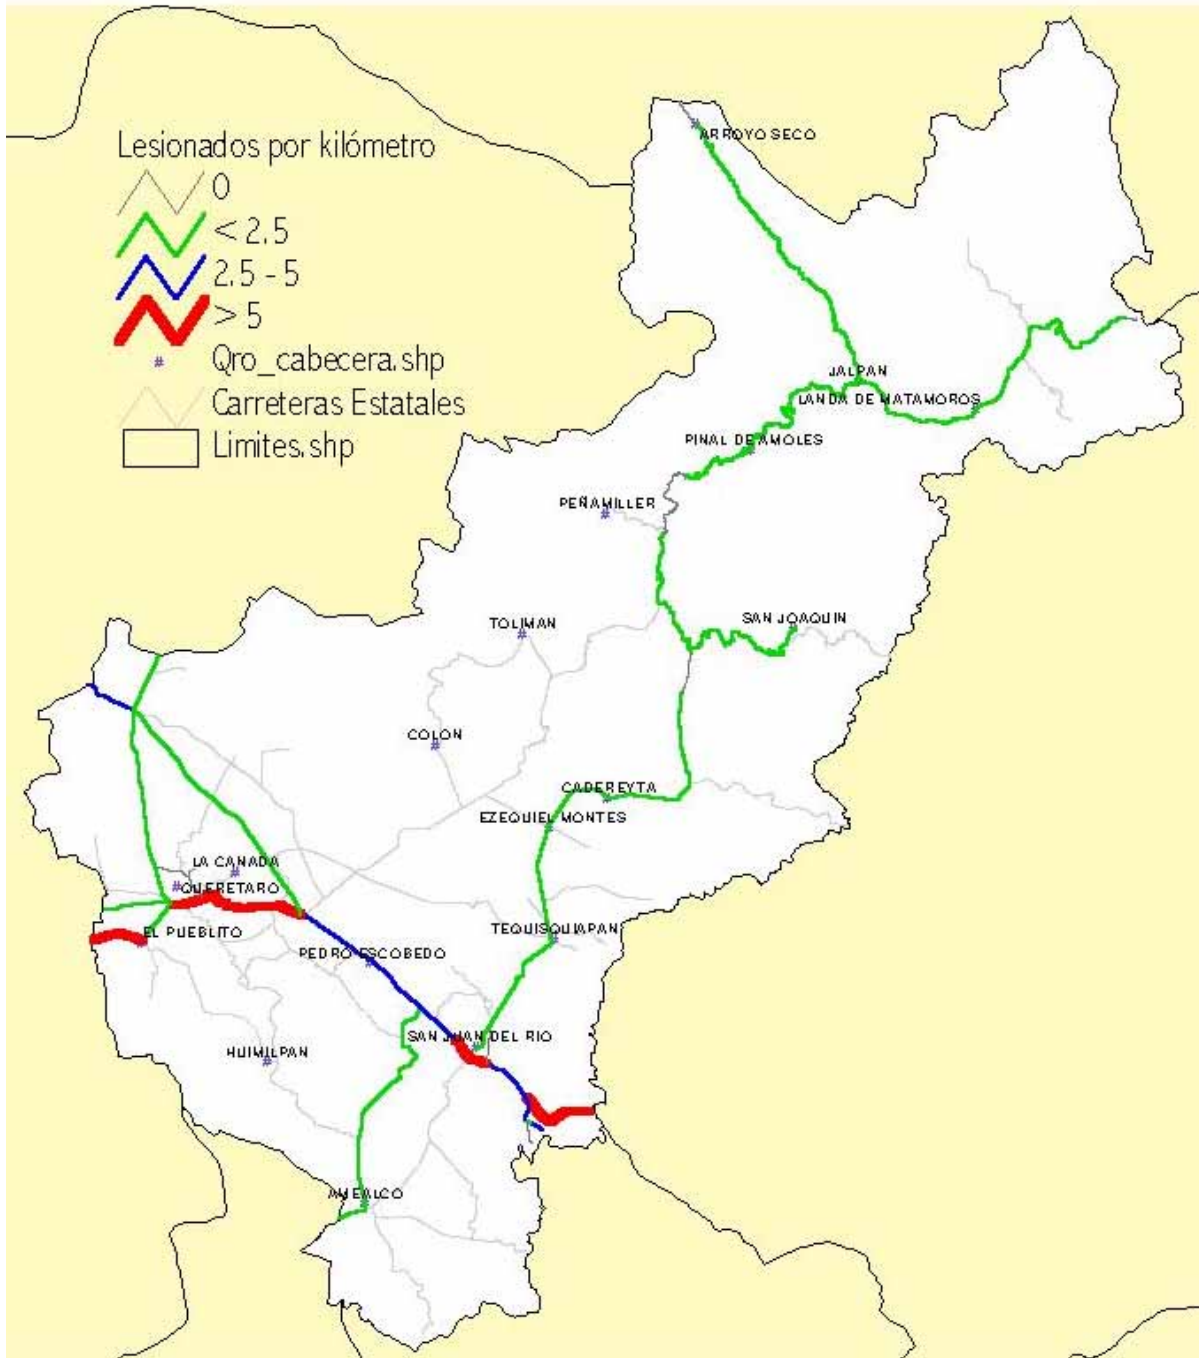 Lesionados por kilómetro
0
< 2.5
2.5 - 5
> 5
# Qro_cabecera.shp
Carreteras Estatales
Limites.shp
ARROYO SECO
JALPAN
LANDA DE MATAMOROS
PINAL DE AMOLES
PEÑAMILLER
SAN JOAQUIN
TOLIMAN
COLON
CADEREYTA
EZEQUIEL MONTES
LA CAÑADA
QUERETARO
EL PUEBLITO
TEQUISQUIAPAN
PEDRO ESCOBEDO
SAN JUAN DEL RIO
HUIMILPAN
AMEALCO